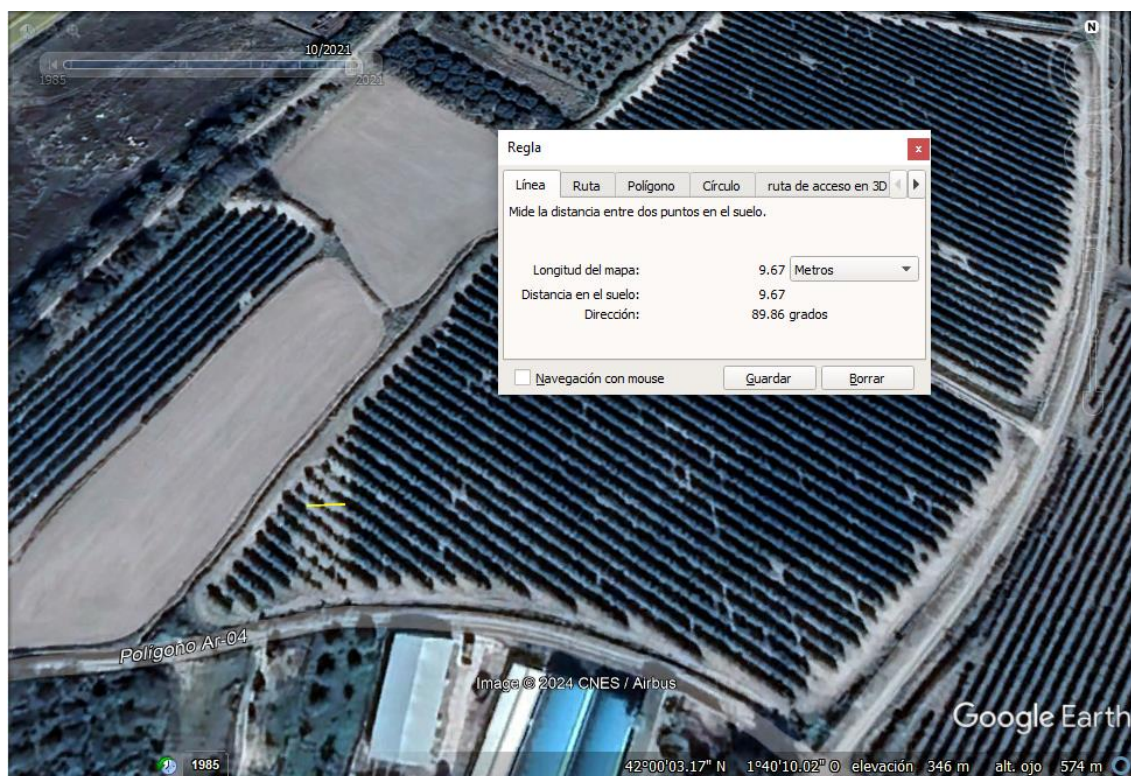 10/2021
1985
2021
N
Regla
x
Línea Ruta Polígono Círculo ruta de acceso en 3D
Mide la distancia entre dos puntos en el suelo.
Longitud del mapa: 9.67 Metros
Distancia en el suelo: 9.67
Dirección: 89.86 grados
Navegación con mouse Guardar Borrar
Polígono Ar-04
Image © 2024 CNES / Airbus
Google Earth
1985
42°00'03.17" N 1°40'10.02" O elevación 346 m alt. ojo 574 m